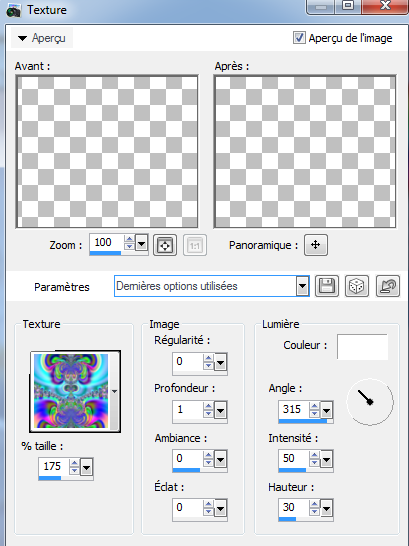 Texture
Aperçu
Aperçu de l'image
Avant :
Après :
Zoom :
100
1:1
Panoramique :
Paramètres
Dernières options utilisées
Texture
% taille :
175
Image
Régularité :
0
Profondeur :
1
Ambiance :
0
Éclat :
0
Lumière
Couleur :
Angle :
315
Intensité :
50
Hauteur :
30